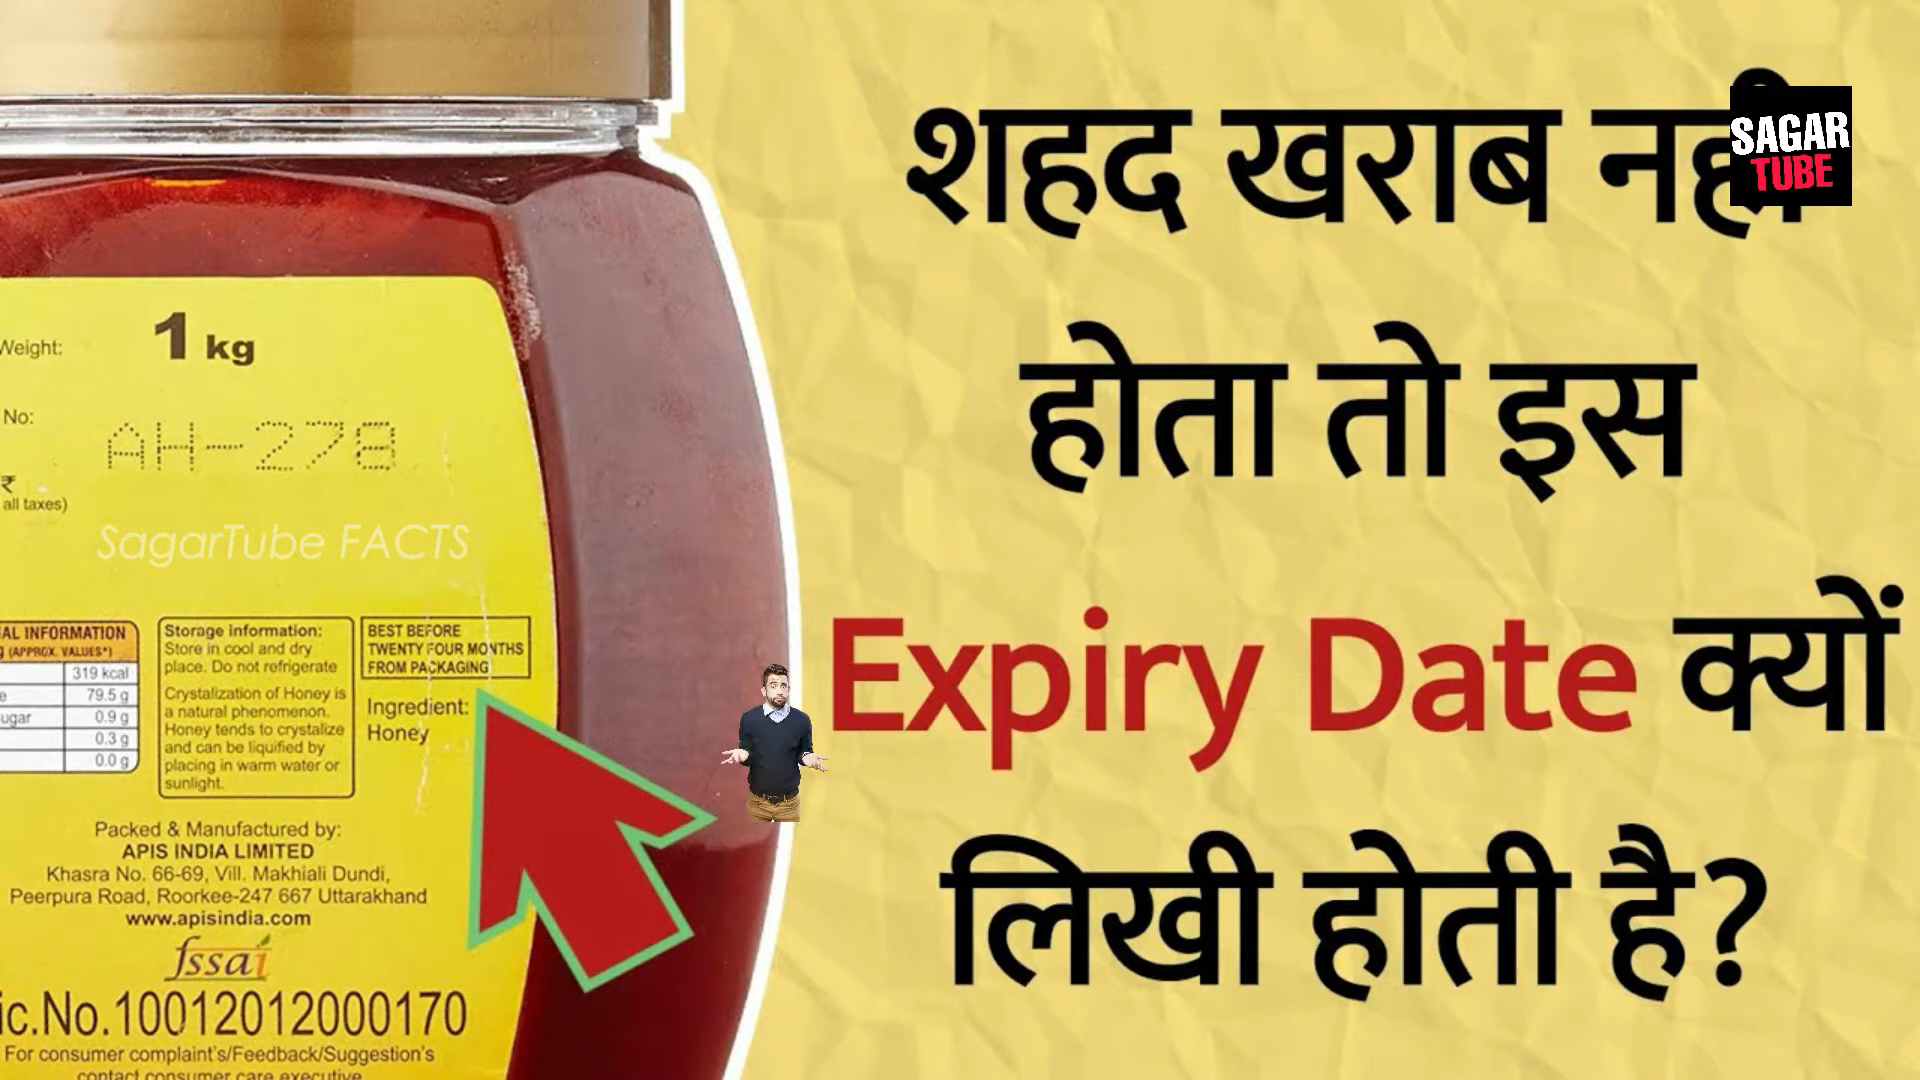 Weight: 1 kg
No: AH-278
₹
all taxes)
SagarTube FACTS
AL INFORMATION
(APPROX. VALUES*)
319 kcal
79.5 g
ugar 0.9 g
0.3 g
0.0 g
Storage information:
Store in cool and dry
place. Do not refrigerate
Crystalization of Honey is
a natural phenomenon.
Honey tends to crystalize
and can be liquified by
placing in warm water or
sunlight.
BEST BEFORE
TWENTY FOUR MONTHS
FROM PACKAGING
Ingredient:
Honey
Packed & Manufactured by:
APIS INDIA LIMITED
Khasra No. 66-69, Vill. Makhiali Dundi,
Peerpura Road, Roorkee-247 667 Uttarakhand
www.apisindia.com
fssai
ic.No.10012012000170
For consumer complaint's/Feedback/Suggestion's
contact consumer care executive
शहद खराब नही
होता तो इस
Expiry Date क्यों
लिखी होती है?
SAGAR
TUBE